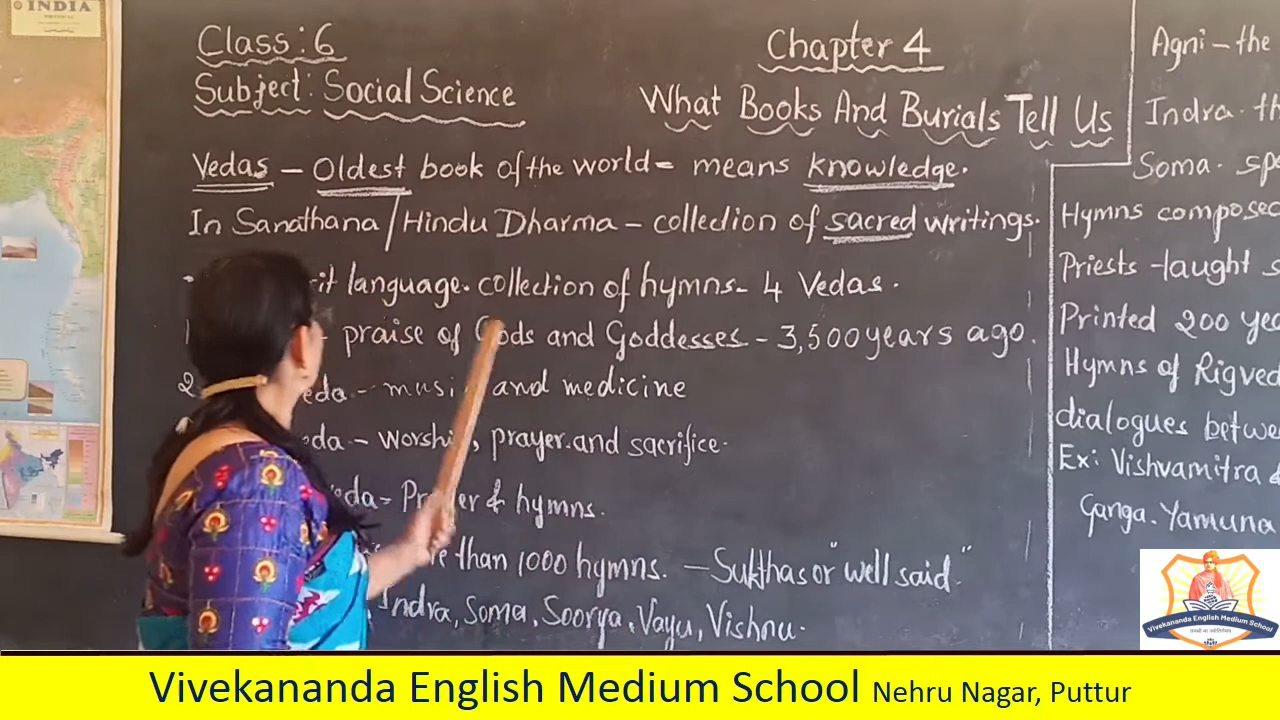 INDIA
Class: 6
Subject: Social Science
Chapter 4
What Books And Burials Tell Us
Vedas – Oldest book of the world = means knowledge.
In Sanathana/Hindu Dharma – collection of sacred writings.
language. collection of hymns – 4 Vedas.
praise of Gods and Goddesses – 3,500 years ago.
2
and medicine
prayer and sacrifice.
& hymns.
than 1000 hymns. – Sukthas or "well said"
Indra, Soma, Soorya, Vayu, Vishnu.
Agni – the
Indra. th
Soma. spe
Hymns composed
Priests – taught s
Printed 200 yea
Hymns of Rigved
dialogues betwe
Ex: Vishvamitra &
Ganga. Yamuna
Vivekananda English Medium School
Vivekananda English Medium School Nehru Nagar, Puttur